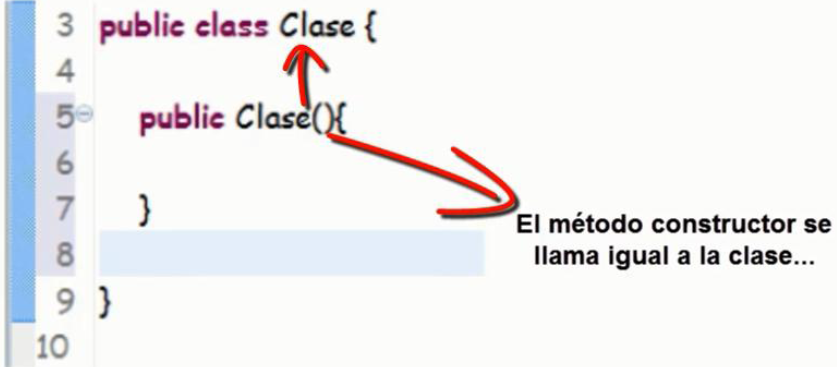 3 public class Clase {
4
5 public Clase(){
6
7 }
8
9 }
10
El método constructor se
llama igual a la clase...